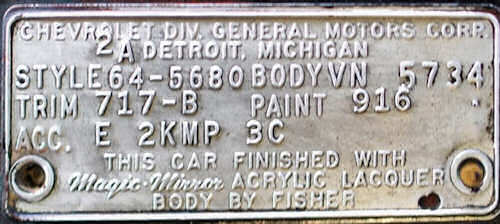 CHEVROLET DIV. GENERAL MOTORS CORP.
2A DETROIT, MICHIGAN
STYLE 64-5680 BODY VN 5734
TRIM 717-B PAINT 916
ACC. E 2KMP 3C
THIS CAR FINISHED WITH
Magic-Mirror ACRYLIC LACQUER
BODY BY FISHER